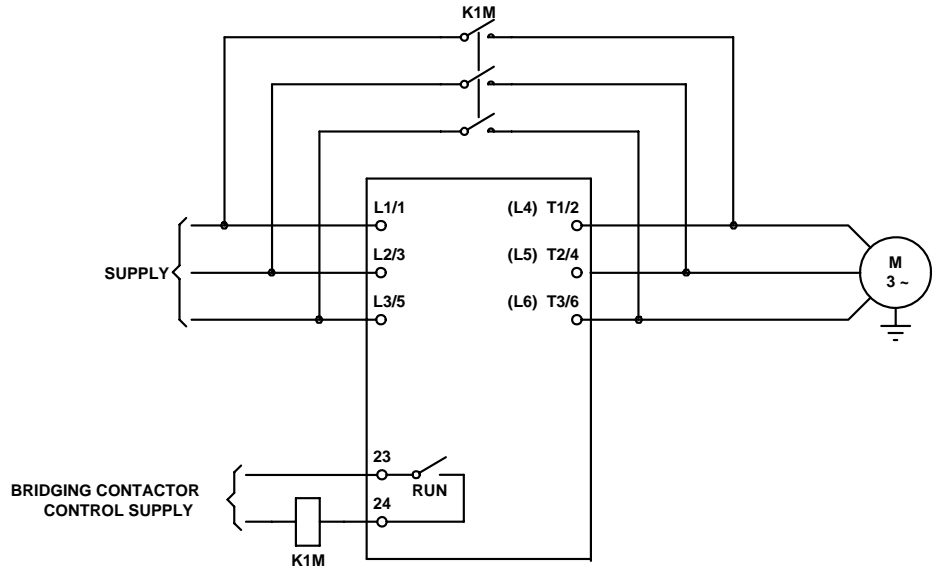 K1M
L1/1
(L4) T1/2
L2/3
(L5) T2/4
SUPPLY
M
3 ~
L3/5
(L6) T3/6
23
RUN
BRIDGING CONTACTOR
CONTROL SUPPLY
24
K1M